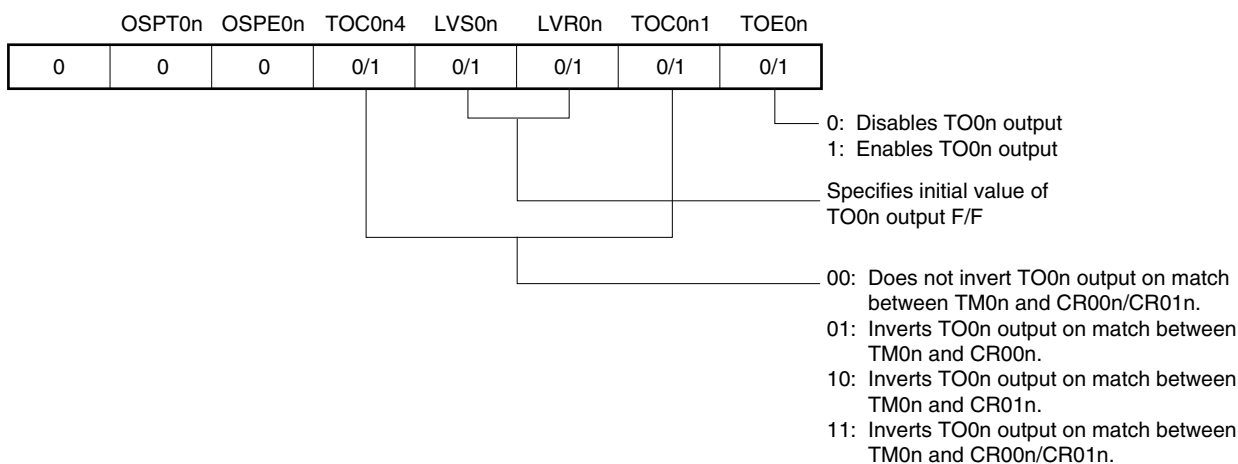 OSPT0n OSPE0n TOC0n4 LVS0n LVR0n TOC0n1 TOE0n
0 0 0 0/1 0/1 0/1 0/1 0/1
0: Disables TO0n output
1: Enables TO0n output
Specifies initial value of
TO0n output F/F
00: Does not invert TO0n output on match
between TM0n and CR00n/CR01n.
01: Inverts TO0n output on match between
TM0n and CR00n.
10: Inverts TO0n output on match between
TM0n and CR01n.
11: Inverts TO0n output on match between
TM0n and CR00n/CR01n.